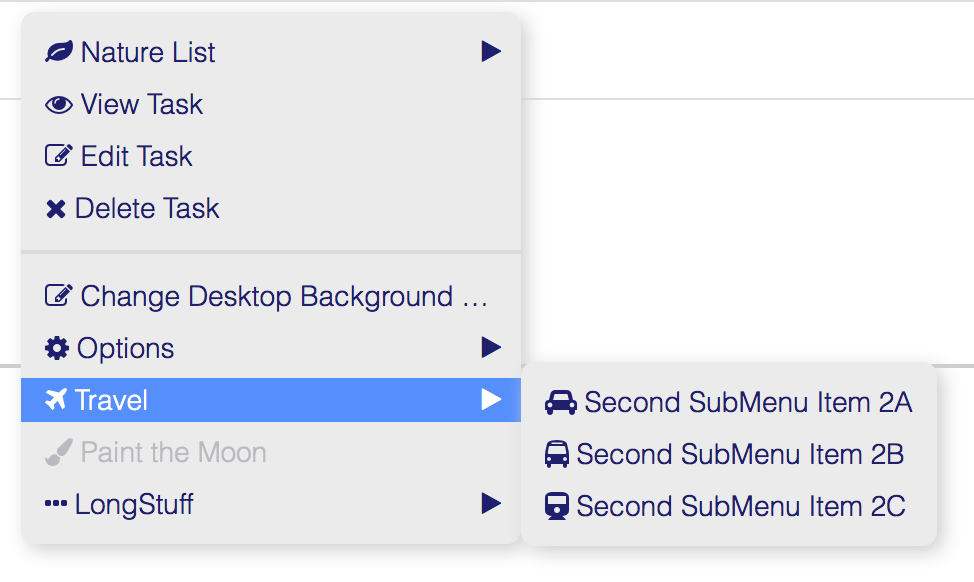 Nature List
View Task
Edit Task
Delete Task
Change Desktop Background ...
Options
Travel
Paint the Moon
LongStuff
Second SubMenu Item 2A
Second SubMenu Item 2B
Second SubMenu Item 2C